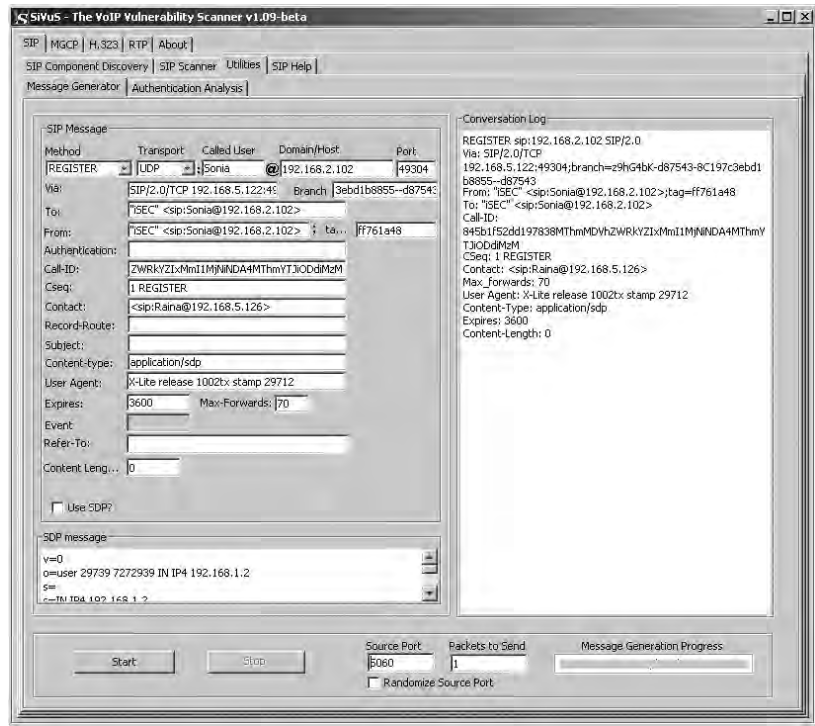 SiVuS - The VoIP Vulnerability Scanner v1.09-beta
SIP MGCP H.323 RTP About
SIP Component Discovery SIP Scanner Utilities SIP Help
Message Generator Authentication Analysis
SIP Message
Method Transport Called User Domain/Host Port
REGISTER UDP : Sonia @ 192.168.2.102 49304
Via: SIP/2.0/TCP 192.168.5.122:49 Branch 3ebd1b8855--d87543
To: "iSEC" <sip:Sonia@192.168.2.102>
From: "iSEC" <sip:Sonia@192.168.2.102> ; ta... ff761a48
Authentication:
Call-ID: ZWRkYZIxMmI1MjNiNDA4MThmYTJiODdiMzM
Cseq: 1 REGISTER
Contact: <sip:Raina@192.168.5.126>
Record-Route:
Subject:
Content-type: application/sdp
User Agent: X-Lite release 1002tx stamp 29712
Expires: 3600 Max-Forwards: 70
Event
Refer-To:
Content Leng... 0
Use SDP?
SDP message
v=0
o=user 29739 7272939 IN IP4 192.168.1.2
s=
c=IN IP4 192.168.1.2
Conversation Log
REGISTER sip:192.168.2.102 SIP/2.0
Via: SIP/2.0/TCP
192.168.5.122:49304;branch=z9hG4bK-d87543-8C197c3ebd1
b8855--d87543
From: "iSEC" <sip:Sonia@192.168.2.102>;tag=ff761a48
To: "iSEC" <sip:Sonia@192.168.2.102>
Call-ID:
845b1f52dd197838MThmMDVhZWRkYZIxMmI1MjNiNDA4MThmY
TJiODdiMzM
CSeq: 1 REGISTER
Contact: <sip:Raina@192.168.5.126>
Max_forwards: 70
User Agent: X-Lite release 1002tx stamp 29712
Content-Type: application/sdp
Expires: 3600
Content-Length: 0
Start Stop
Source Port Packets to Send Message Generation Progress
5060 1
Randomize Source Port